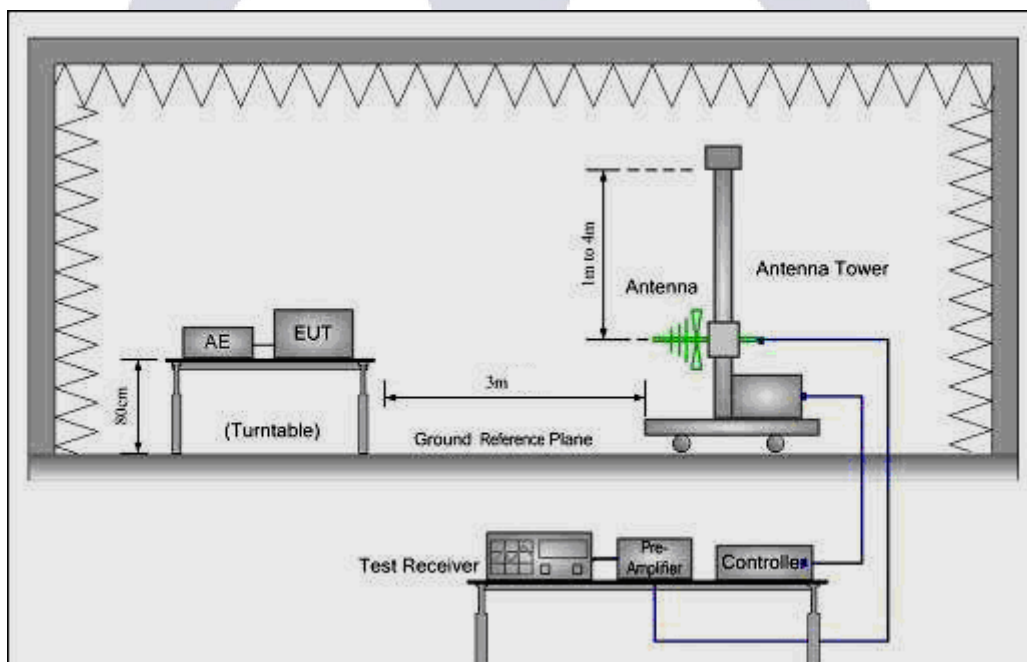 1m to 4m
Antenna Tower
Antenna
AE
EUT
3m
80cm
(Turntable)
Ground Reference Plane
Test Receiver
Pre-
Amplifier
Controller